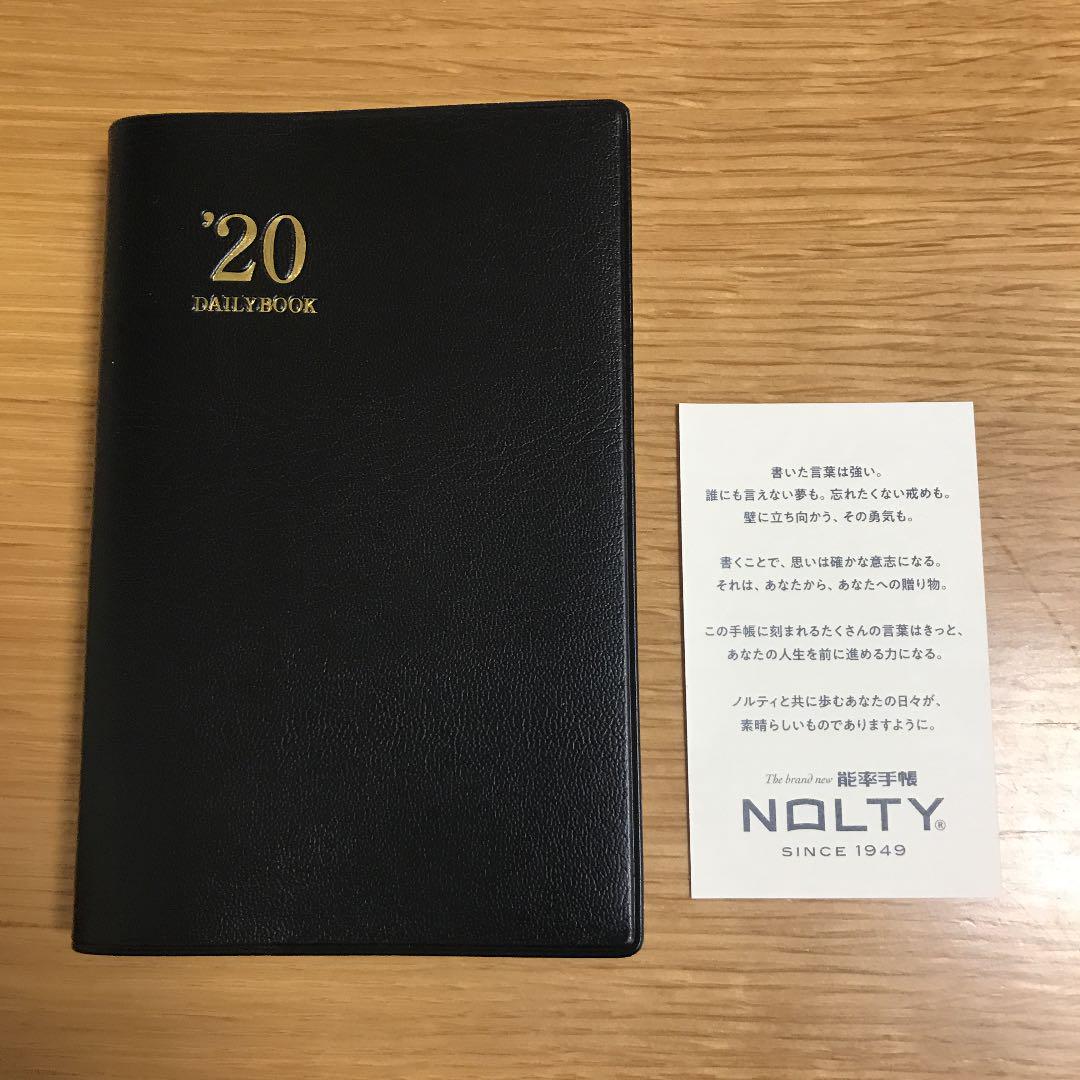 ’20
DAILY BOOK
書いた言葉は強い。
誰にも言えない夢も。忘れたくない戒めも。
壁に立ち向かう、その勇気も。
書くことで、思いは確かな意志になる。
それは、あなたから、あなたへの贈り物。
この手帳に刻まれるたくさんの言葉はきっと、
あなたの人生を前に進める力になる。
ノルティと共に歩むあなたの日々が、
素晴らしいものでありますように。
The brand new 能率手帳
NOLTY®
SINCE 1949